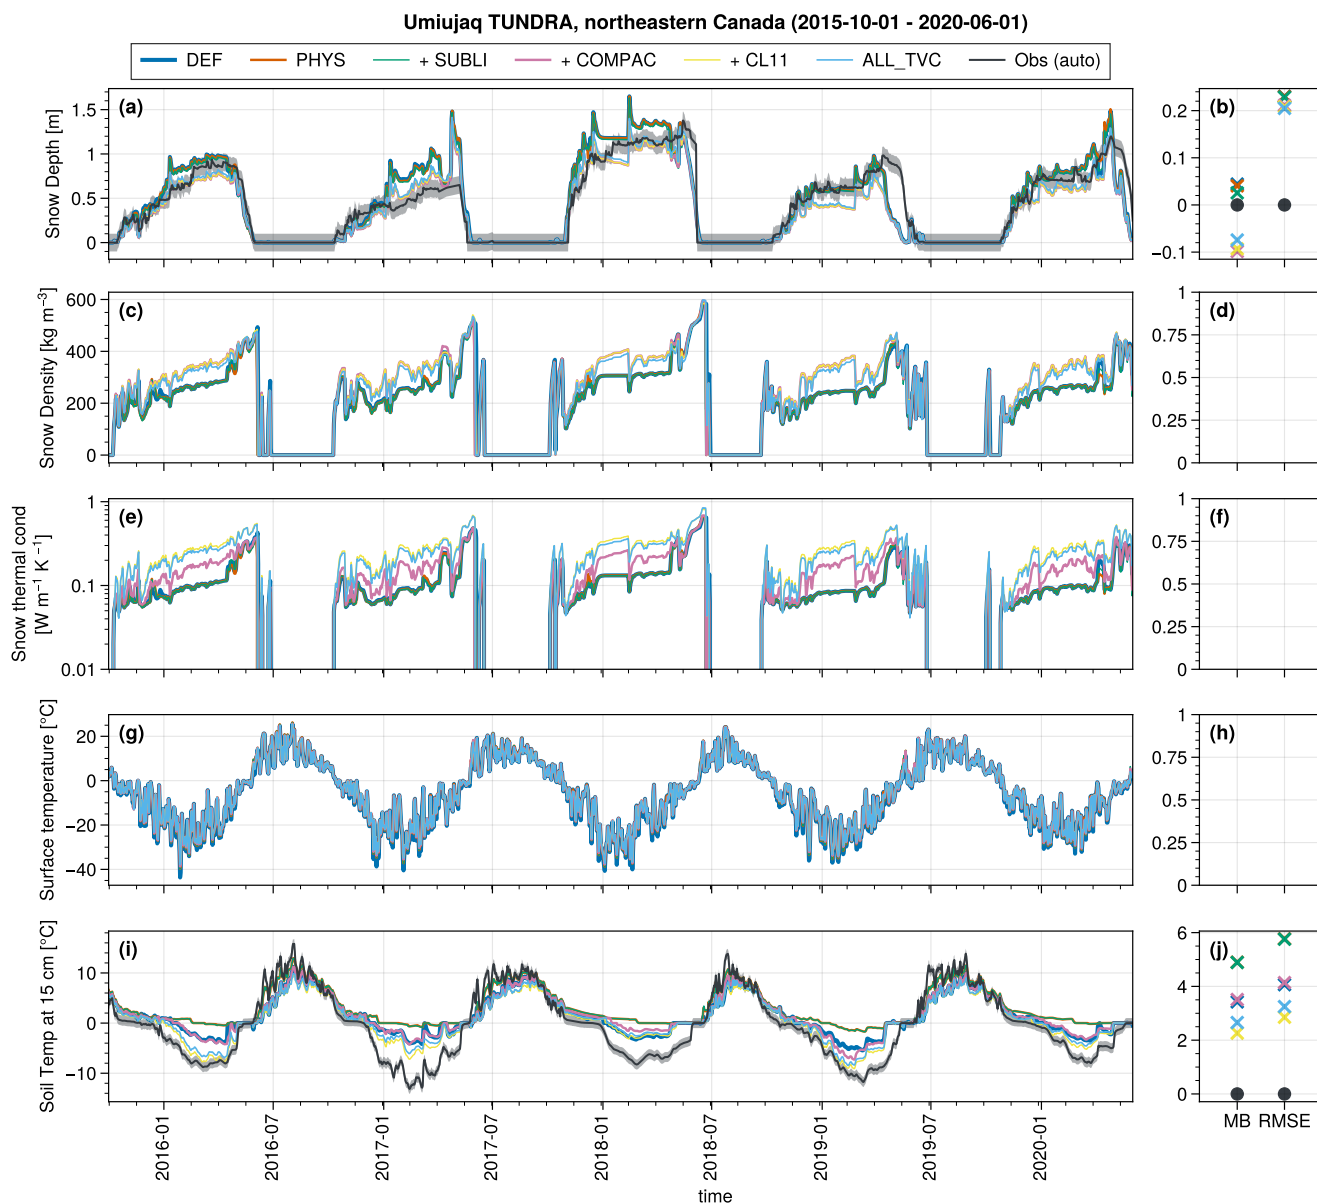 Umiujaq TUNDRA, northeastern Canada (2015-10-01 - 2020-06-01)
DEF PHYS + SUBLI + COMPAC + CL11 ALL_TVC Obs (auto)
(a)
Snow Depth [m]
1.5
1
0.5
0
(b)
0.2
0.1
0
−0.1
(c)
Snow Density [kg m⁻³]
600
400
200
0
(d)
1
0.75
0.5
0.25
0
(e)
Snow thermal cond
[W m⁻¹ K⁻¹]
1
0.1
0.01
(f)
1
0.75
0.5
0.25
0
(g)
Surface temperature [°C]
20
0
−20
−40
(h)
1
0.75
0.5
0.25
0
(i)
Soil Temp at 15 cm [°C]
10
0
−10
(j)
6
4
2
0
MB RMSE
2016-01 2016-07 2017-01 2017-07 2018-01 2018-07 2019-01 2019-07 2020-01
time